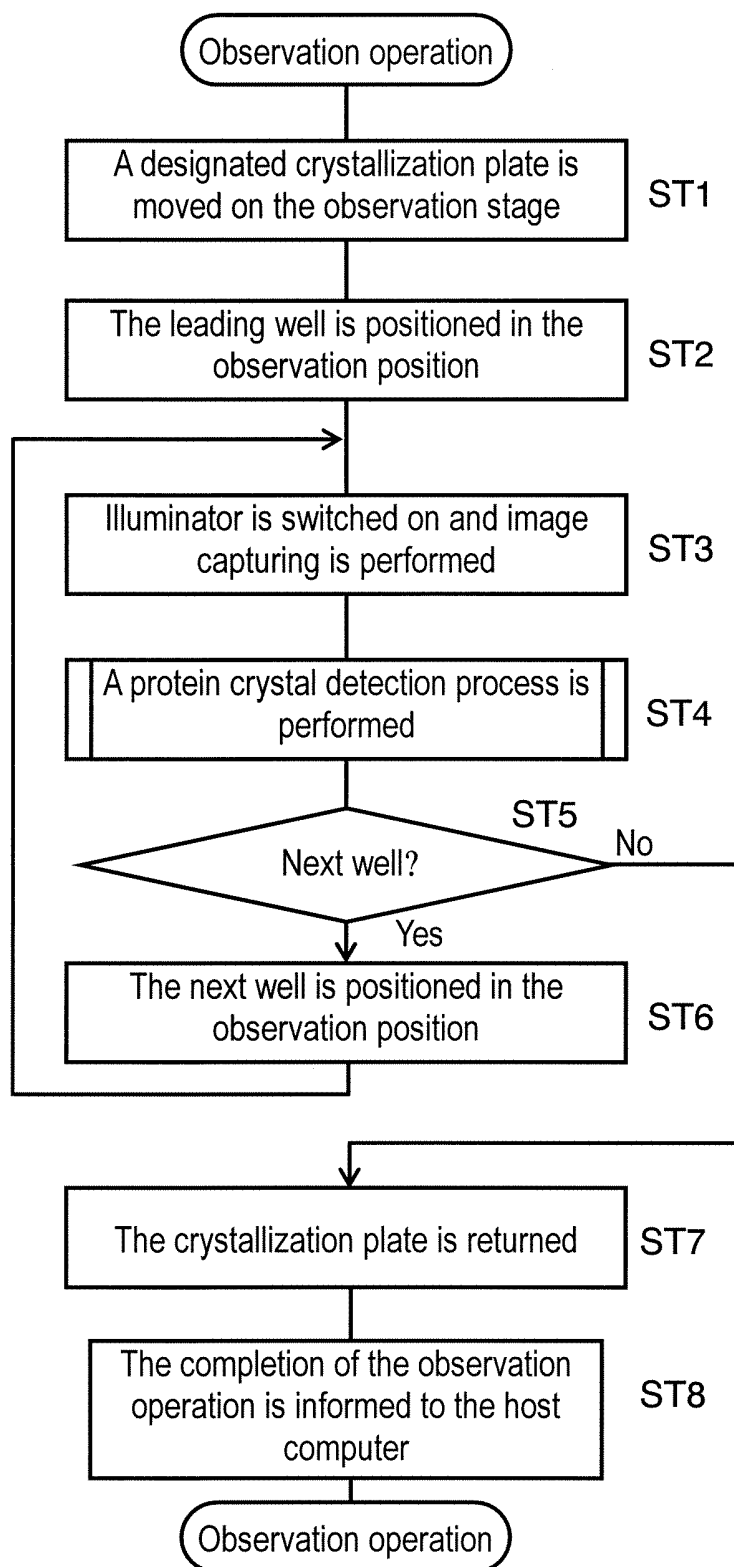 Observation operation
A designated crystallization plate is
moved on the observation stage
ST1
The leading well is positioned in the
observation position
ST2
Illuminator is switched on and image
capturing is performed
ST3
A protein crystal detection process is
performed
ST4
ST5
Next well?
No
Yes
The next well is positioned in the
observation position
ST6
The crystallization plate is returned
ST7
The completion of the observation
operation is informed to the host
computer
ST8
Observation operation